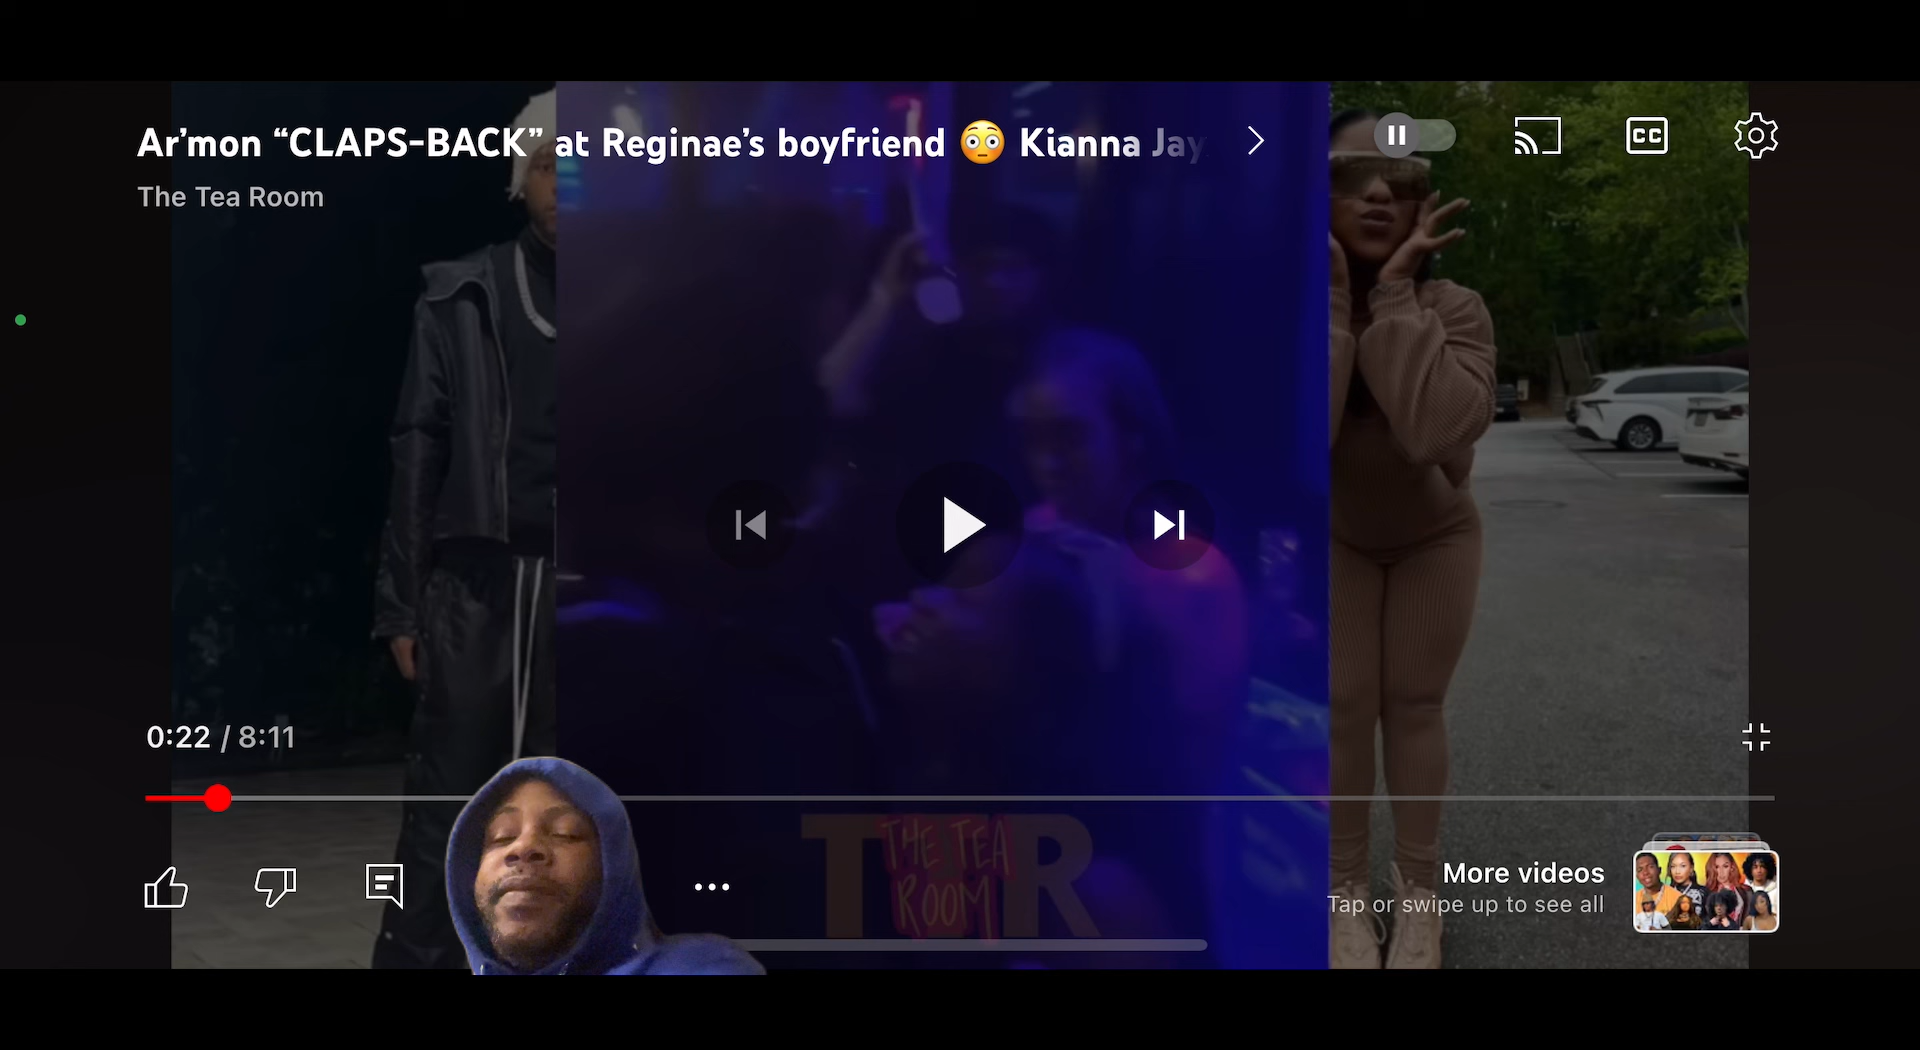 Ar’mon “CLAPS-BACK” at Reginae’s boyfriend 😳 Kianna Jay
The Tea Room
CC
0:22 / 8:11
T THE TEA ROOM R
More videos
Tap or swipe up to see all